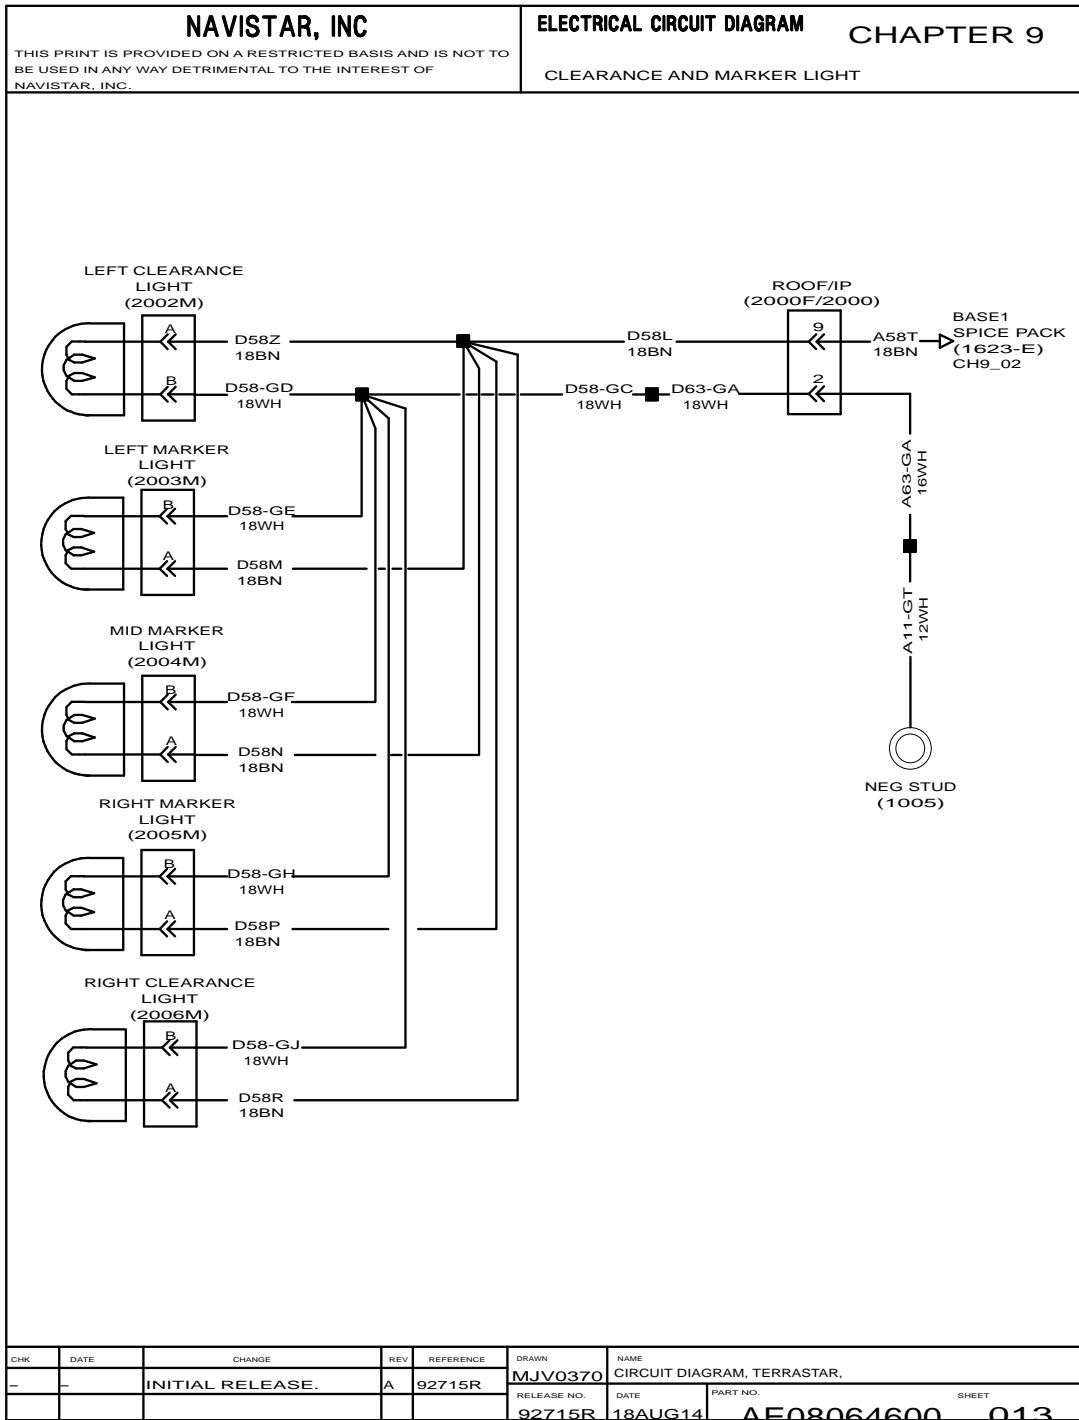 NAVISTAR, INC
THIS PRINT IS PROVIDED ON A RESTRICTED BASIS AND IS NOT TO
BE USED IN ANY WAY DETRIMENTAL TO THE INTEREST OF
NAVISTAR, INC.
ELECTRICAL CIRCUIT DIAGRAM
CHAPTER 9
CLEARANCE AND MARKER LIGHT
LEFT CLEARANCE
LIGHT
(2002M)
A
D58Z
18BN
B
D58-GD
18WH
D58L
18BN
D58-GC
18WH
D63-GA
18WH
ROOF/IP
(2000F/2000)
9
2
A58T
18BN
BASE1
SPICE PACK
(1623-E)
CH9_02
A63-GA
16WH
A11-GT
12WH
NEG STUD
(1005)
LEFT MARKER
LIGHT
(2003M)
B
D58-GE
18WH
A
D58M
18BN
MID MARKER
LIGHT
(2004M)
B
D58-GF
18WH
A
D58N
18BN
RIGHT MARKER
LIGHT
(2005M)
B
D58-GH
18WH
A
D58P
18BN
RIGHT CLEARANCE
LIGHT
(2006M)
B
D58-GJ
18WH
A
D58R
18BN
CHK DATE CHANGE REV REFERENCE
– – INITIAL RELEASE. A 92715R
DRAWN
MJV0370
NAME
CIRCUIT DIAGRAM, TERRASTAR,
RELEASE NO.
92715R
DATE
18AUG14
PART NO.
AE08064600
SHEET
013